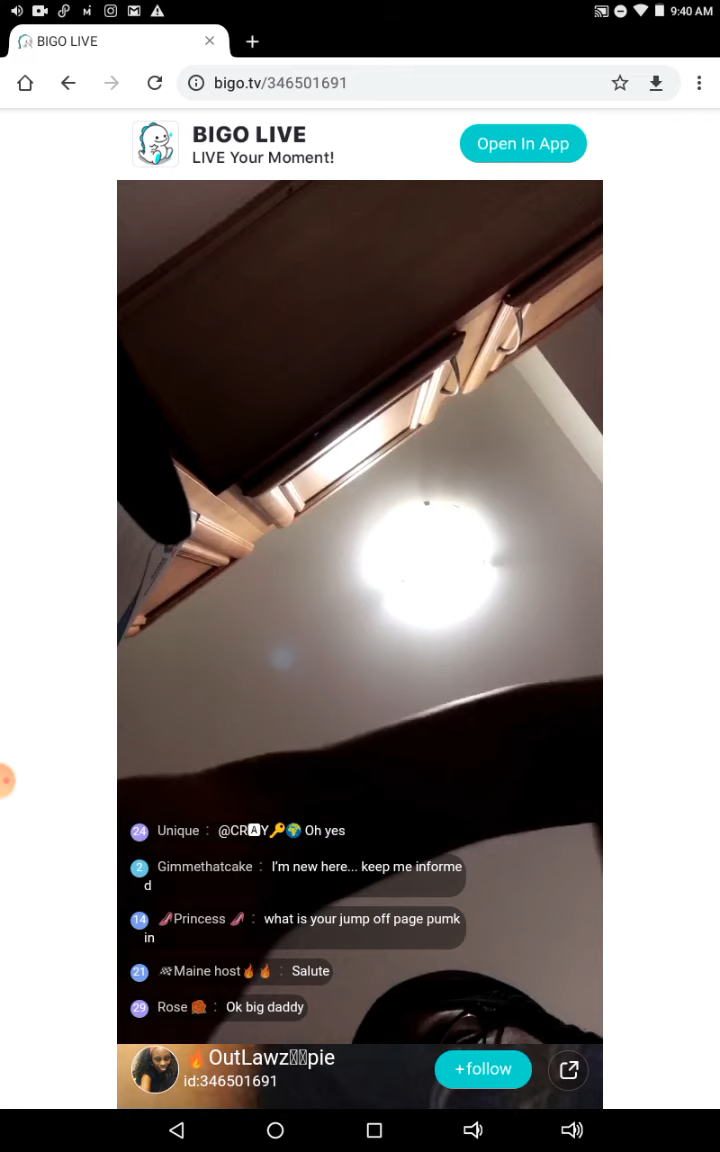 9:40 AM
BIGO LIVE
bigo.tv/346501691
BIGO LIVE
LIVE Your Moment!
Open In App
24 Unique : @CR🅰Y🔑🌍 Oh yes
2 Gimmethatcake : I'm new here... keep me informe
d
14 👠Princess 👠 : what is your jump off page pumk
in
21 🏁Maine host🔥🔥 : Salute
29 Rose : Ok big daddy
🔥OutLawz▯▯pie
id:346501691
+follow